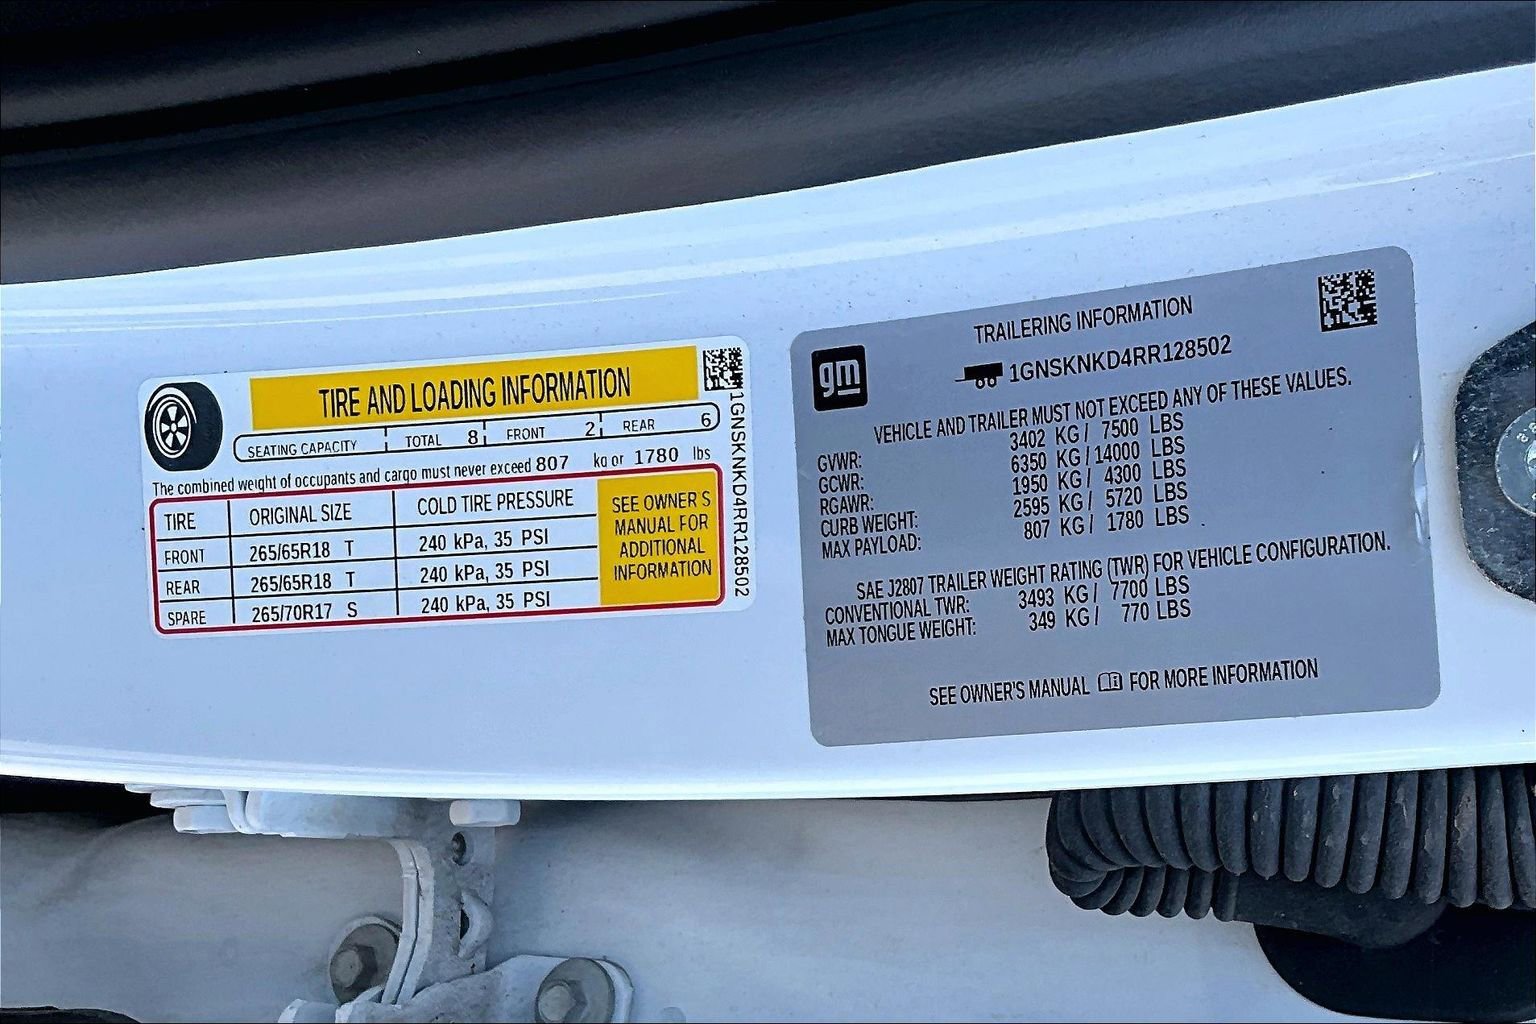 TIRE AND LOADING INFORMATION
SEATING CAPACITY TOTAL 8 FRONT 2 REAR 6
The combined weight of occupants and cargo must never exceed 807 kg or 1780 lbs
TIRE ORIGINAL SIZE COLD TIRE PRESSURE
FRONT 265/65R18 T 240 kPa, 35 PSI
REAR 265/65R18 T 240 kPa, 35 PSI
SPARE 265/70R17 S 240 kPa, 35 PSI
SEE OWNER S
MANUAL FOR
ADDITIONAL
INFORMATION
1GNSKNKD4RR128502
gm
TRAILERING INFORMATION
1GNSKNKD4RR128502
VEHICLE AND TRAILER MUST NOT EXCEED ANY OF THESE VALUES.
GVWR: 3402 KG / 7500 LBS
GCWR: 6350 KG / 14000 LBS
RGAWR: 1950 KG / 4300 LBS
CURB WEIGHT: 2595 KG / 5720 LBS
MAX PAYLOAD: 807 KG / 1780 LBS
SAE J2807 TRAILER WEIGHT RATING (TWR) FOR VEHICLE CONFIGURATION.
CONVENTIONAL TWR: 3493 KG / 7700 LBS
MAX TONGUE WEIGHT: 349 KG / 770 LBS
SEE OWNER'S MANUAL FOR MORE INFORMATION